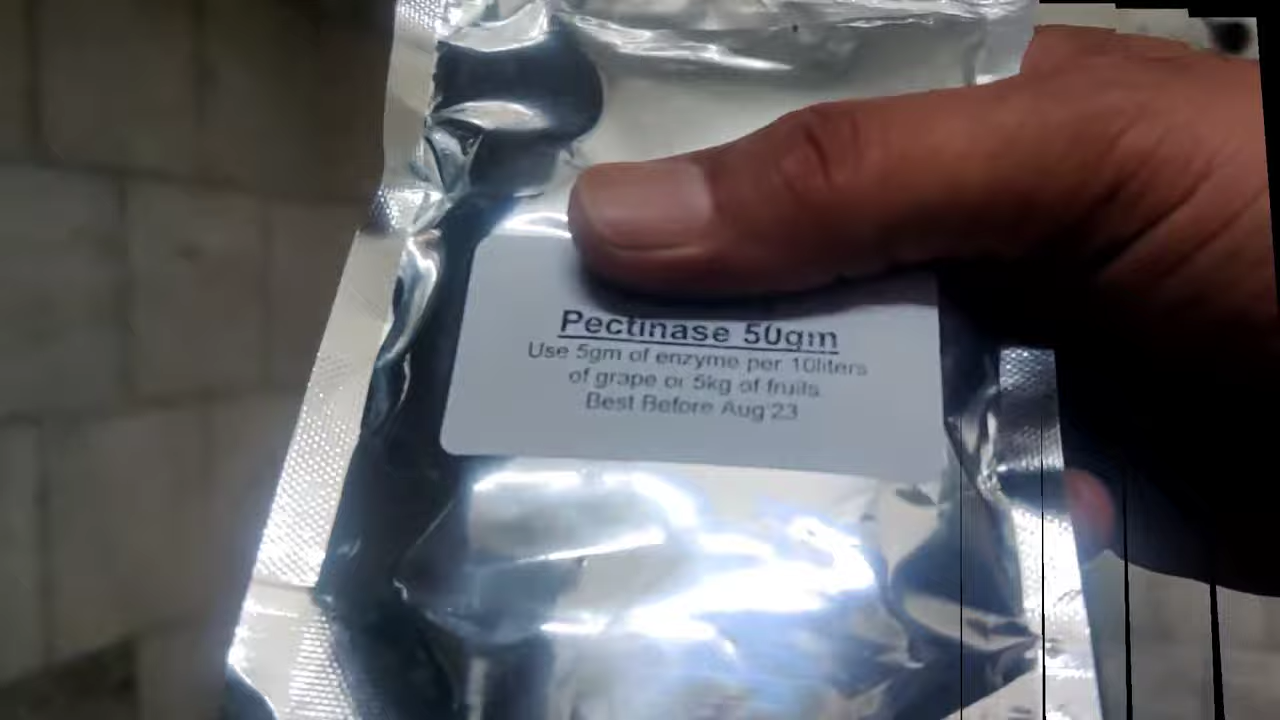 Pectinase 50gm
Use 5gm of enzyme per 10liters
of grape or 5kg of fruits
Best Before Aug'23